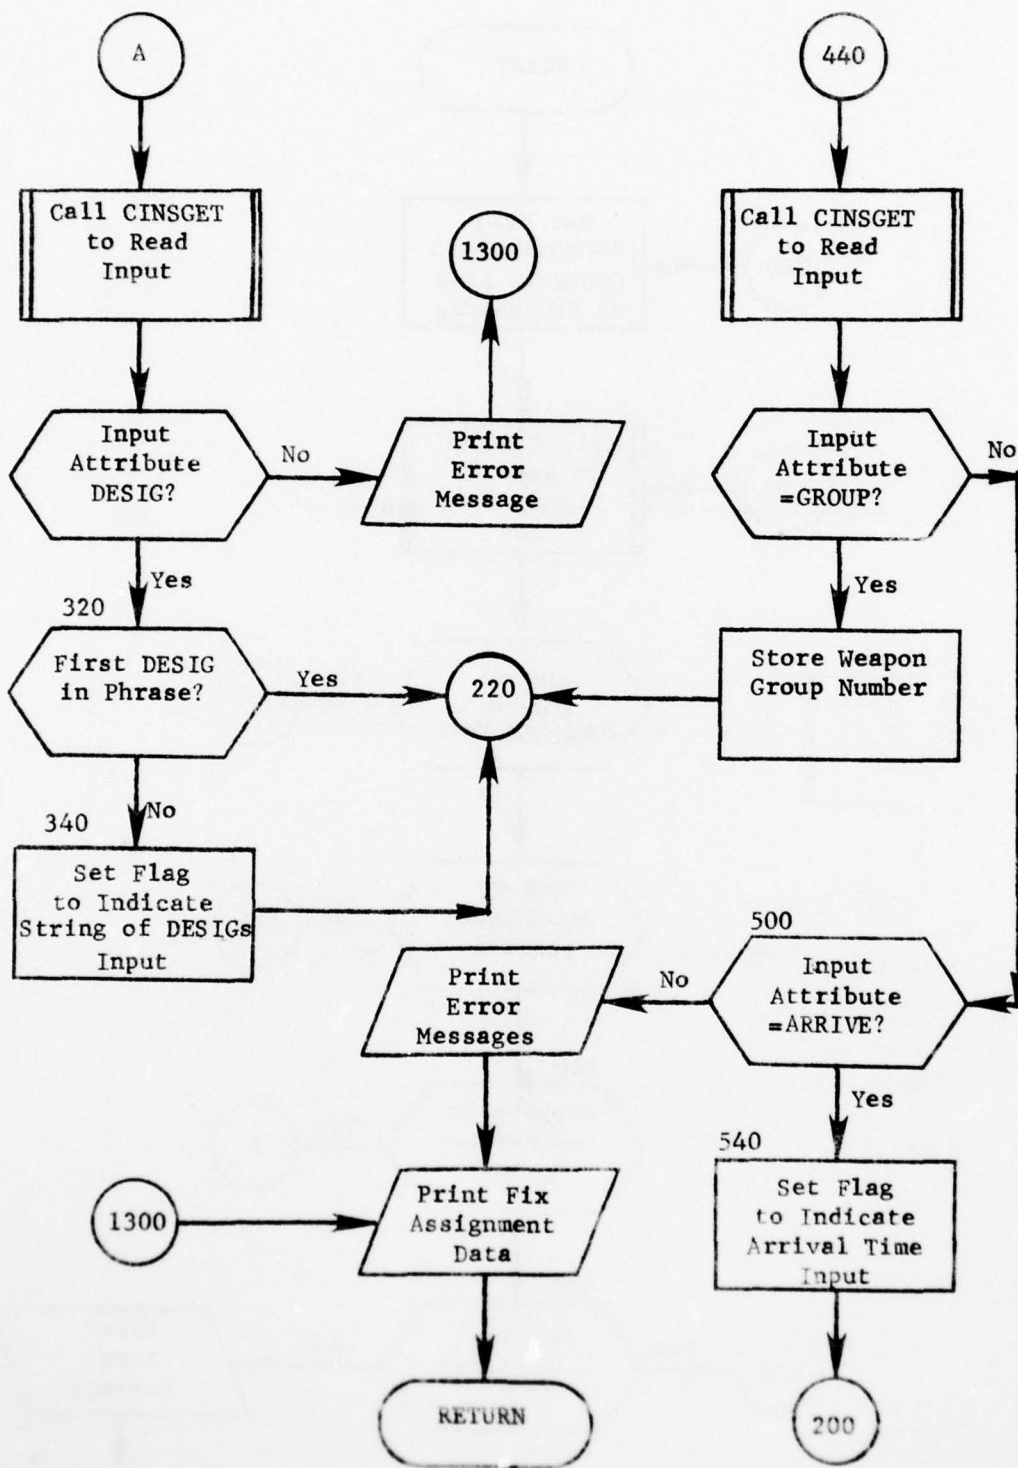 A
440
Call CINSGET
to Read
Input
1300
Call CINSGET
to Read
Input
Input
Attribute
DESIG?
No
Print
Error
Message
Input
Attribute
=GROUP?
No
Yes
Yes
320
First DESIG
in Phrase?
Yes
220
Store Weapon
Group Number
No
340
Set Flag
to Indicate
String of DESIGs
Input
500
Input
Attribute
=ARRIVE?
No
Print
Error
Messages
Yes
540
Set Flag
to Indicate
Arrival Time
Input
1300
Print Fix
Assignment
Data
RETURN
200